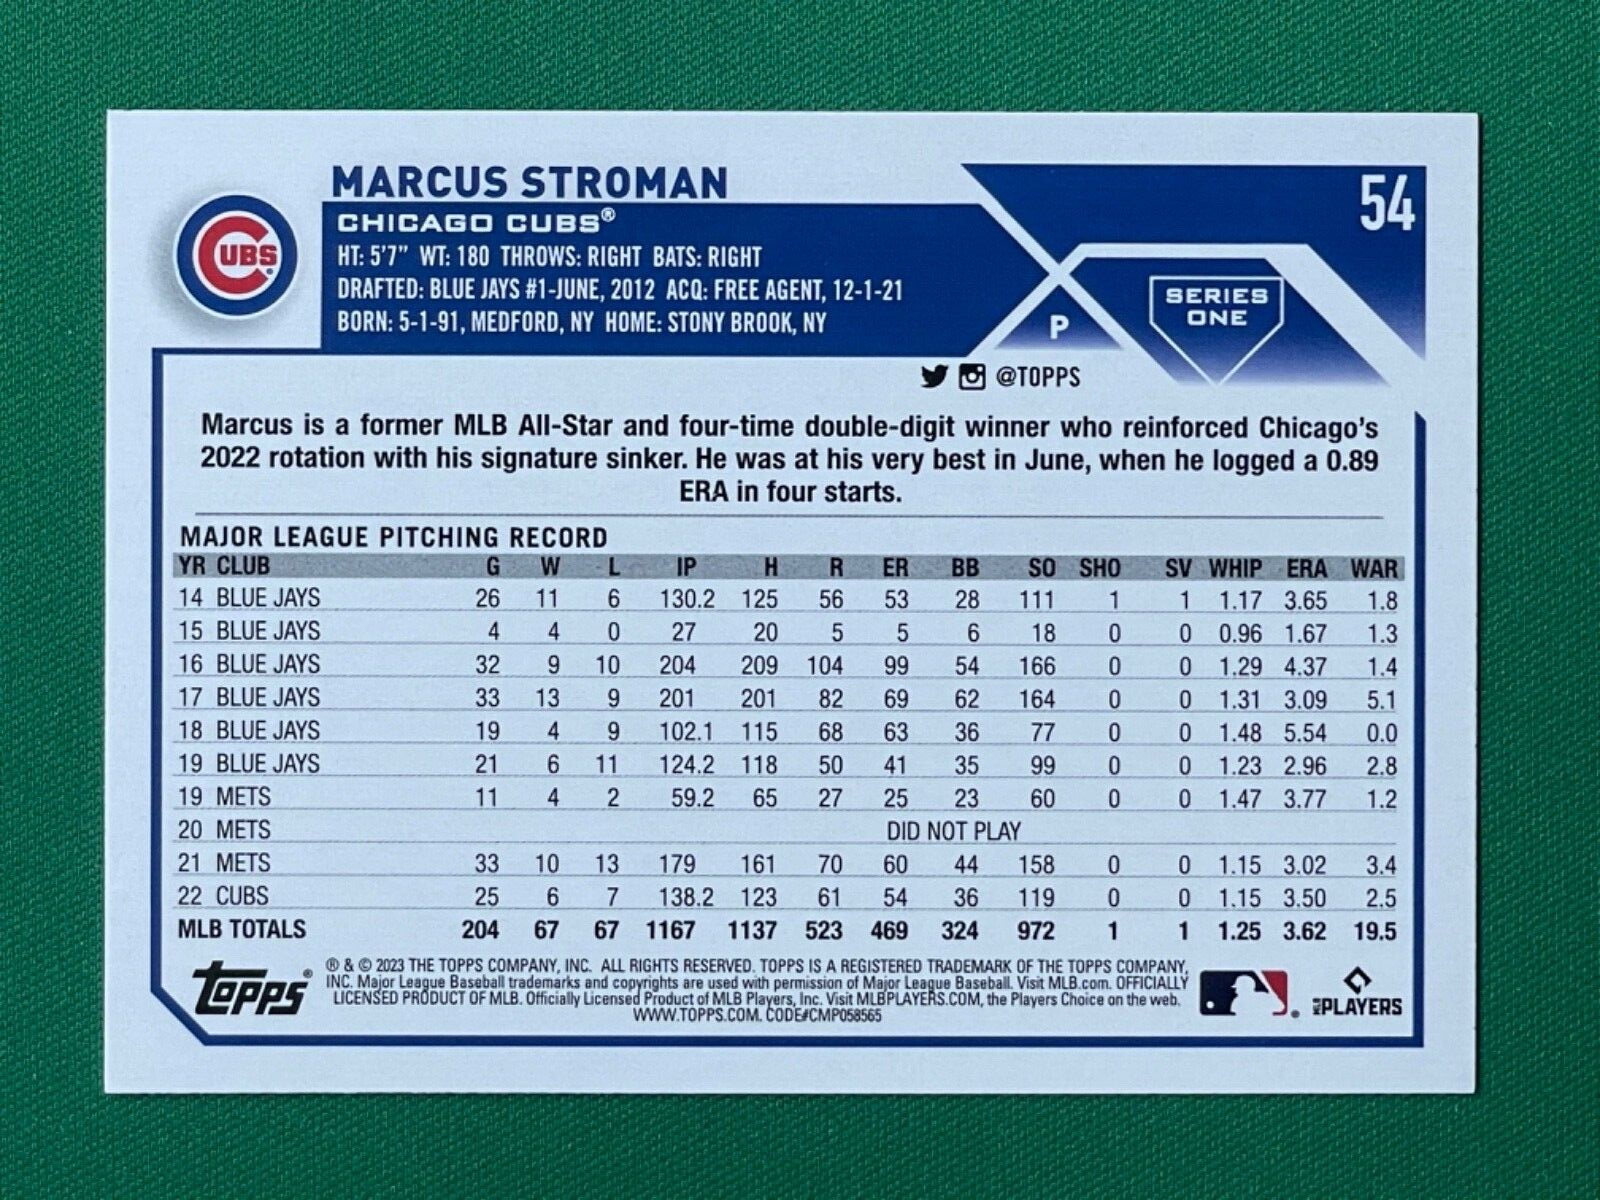 MARCUS STROMAN
54
CUBS
CHICAGO CUBS®
HT: 5'7" WT: 180 THROWS: RIGHT BATS: RIGHT
DRAFTED: BLUE JAYS #1-JUNE, 2012 ACQ: FREE AGENT, 12-1-21
BORN: 5-1-91, MEDFORD, NY HOME: STONY BROOK, NY
P
SERIES
ONE
@TOPPS
Marcus is a former MLB All-Star and four-time double-digit winner who reinforced Chicago's
2022 rotation with his signature sinker. He was at his very best in June, when he logged a 0.89
ERA in four starts.
MAJOR LEAGUE PITCHING RECORD
YR CLUB G W L IP H R ER BB SO SHO SV WHIP ERA WAR
14 BLUE JAYS 26 11 6 130.2 125 56 53 28 111 1 1 1.17 3.65 1.8
15 BLUE JAYS 4 4 0 27 20 5 5 6 18 0 0 0.96 1.67 1.3
16 BLUE JAYS 32 9 10 204 209 104 99 54 166 0 0 1.29 4.37 1.4
17 BLUE JAYS 33 13 9 201 201 82 69 62 164 0 0 1.31 3.09 5.1
18 BLUE JAYS 19 4 9 102.1 115 68 63 36 77 0 0 1.48 5.54 0.0
19 BLUE JAYS 21 6 11 124.2 118 50 41 35 99 0 0 1.23 2.96 2.8
19 METS 11 4 2 59.2 65 27 25 23 60 0 0 1.47 3.77 1.2
20 METS DID NOT PLAY
21 METS 33 10 13 179 161 70 60 44 158 0 0 1.15 3.02 3.4
22 CUBS 25 6 7 138.2 123 61 54 36 119 0 0 1.15 3.50 2.5
MLB TOTALS 204 67 67 1167 1137 523 469 324 972 1 1 1.25 3.62 19.5
topps®
® & © 2023 THE TOPPS COMPANY, INC. ALL RIGHTS RESERVED. TOPPS IS A REGISTERED TRADEMARK OF THE TOPPS COMPANY,
INC. Major League Baseball trademarks and copyrights are used with permission of Major League Baseball. Visit MLB.com. OFFICIALLY
LICENSED PRODUCT OF MLB. Officially Licensed Product of MLB Players, Inc. Visit MLBPLAYERS.COM, the Players Choice on the web.
WWW.TOPPS.COM. CODE#CMP058565
MLB PLAYERS